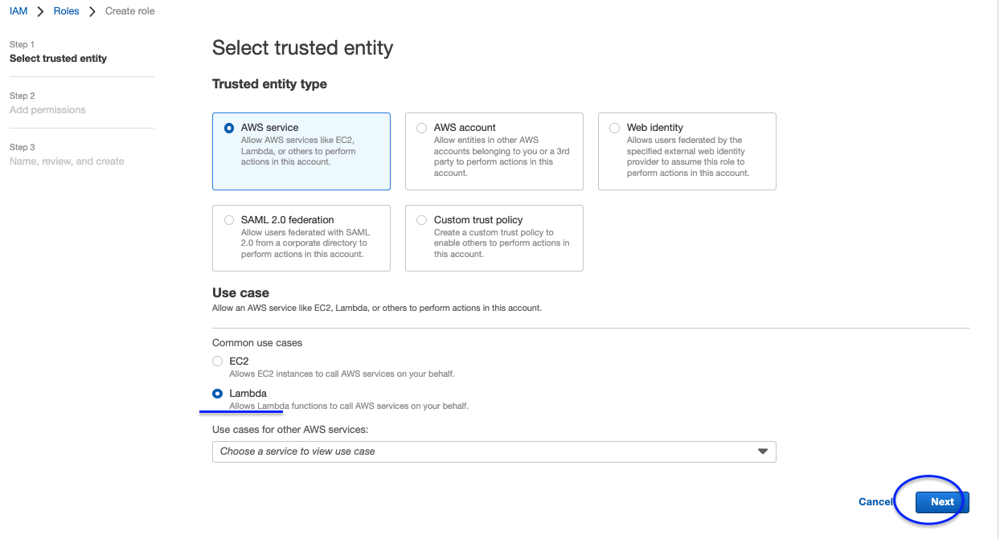 IAM > Roles > Create role
Step 1
Select trusted entity
Step 2
Add permissions
Step 3
Name, review, and create
Select trusted entity
Trusted entity type
AWS service
Allow AWS services like EC2,
Lambda, or others to perform
actions in this account.
AWS account
Allow entities in other AWS
accounts belonging to you or a 3rd
party to perform actions in this
account.
Web identity
Allows users federated by the
specified external web identity
provider to assume this role to
perform actions in this account.
SAML 2.0 federation
Allow users federated with SAML
2.0 from a corporate directory to
perform actions in this account.
Custom trust policy
Create a custom trust policy to
enable others to perform actions in
this account.
Use case
Allow an AWS service like EC2, Lambda, or others to perform actions in this account.
Common use cases
EC2
Allows EC2 instances to call AWS services on your behalf.
Lambda
Allows Lambda functions to call AWS services on your behalf.
Use cases for other AWS services:
Choose a service to view use case
Cancel
Next